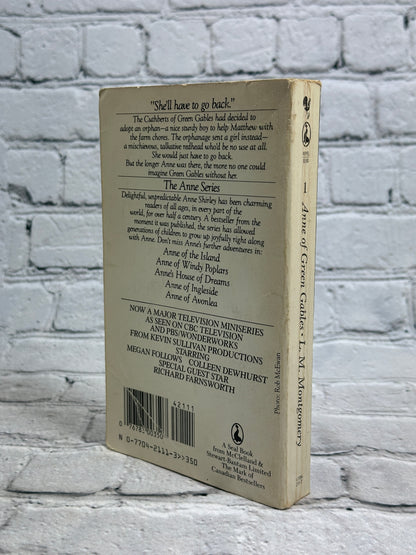 "She'll have to go back."
The Cuthberts of Green Gables had decided to
adopt an orphan—a nice sturdy boy to help Matthew with
the farm chores. The orphanage sent a girl instead—
a mischievous, talkative redhead who'd be no use at all.
She would just have to go back.
But the longer Anne was there, the more no one could
imagine Green Gables without her.
The Anne Series
Delightful, unpredictable Anne Shirley has been charming
readers of all ages, in every part of the
world, for over half a century. A bestseller from the
moment it was published, the series has allowed
generations of children to grow up joyfully right along
with Anne. Don't miss Anne's further adventures in:
Anne of the Island
Anne of Windy Poplars
Anne's House of Dreams
Anne of Ingleside
Anne of Avonlea
NOW A MAJOR TELEVISION MINISERIES
AS SEEN ON CBC TELEVISION
and PBS/WONDERWORKS
FROM KEVIN SULLIVAN PRODUCTIONS
STARRING
MEGAN FOLLOWS COLLEEN DEWHURST
SPECIAL GUEST STAR
RICHARD FARNSWORTH
Photo: Rob McEwan
42111
0 76783 00350
N 0-7704-2111-3>>350
A Seal Book
from McClelland &
Stewart-Bantam Limited
The Mark of
Canadian Bestsellers
1 Anne of Green Gables • L. M. Montgomery